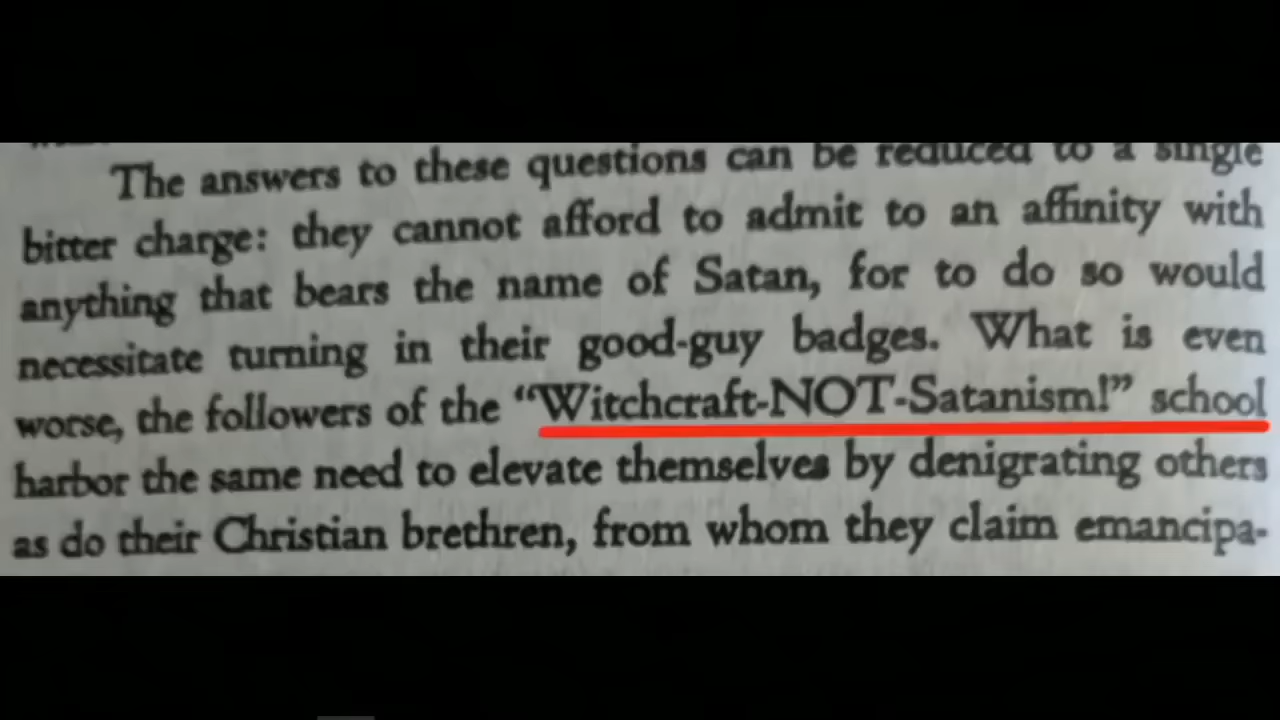 The answers to these questions can be reduced to a single
bitter charge: they cannot afford to admit to an affinity with
anything that bears the name of Satan, for to do so would
necessitate turning in their good-guy badges. What is even
worse, the followers of the “Witchcraft-NOT-Satanism!” school
harbor the same need to elevate themselves by denigrating others
as do their Christian brethren, from whom they claim emancipa-